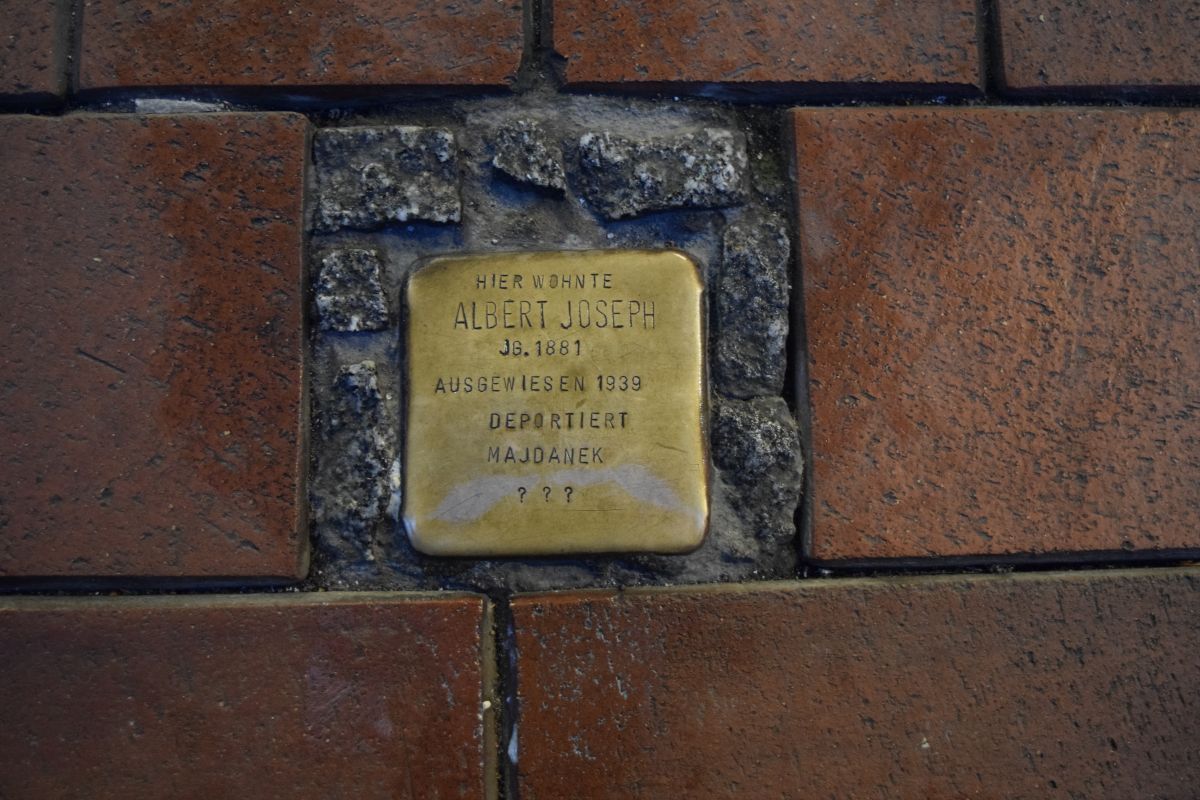 HIER WOHNTE
ALBERT JOSEPH
JG. 1881
AUSGEWIESEN 1939
DEPORTIERT
MAJDANEK
? ? ?